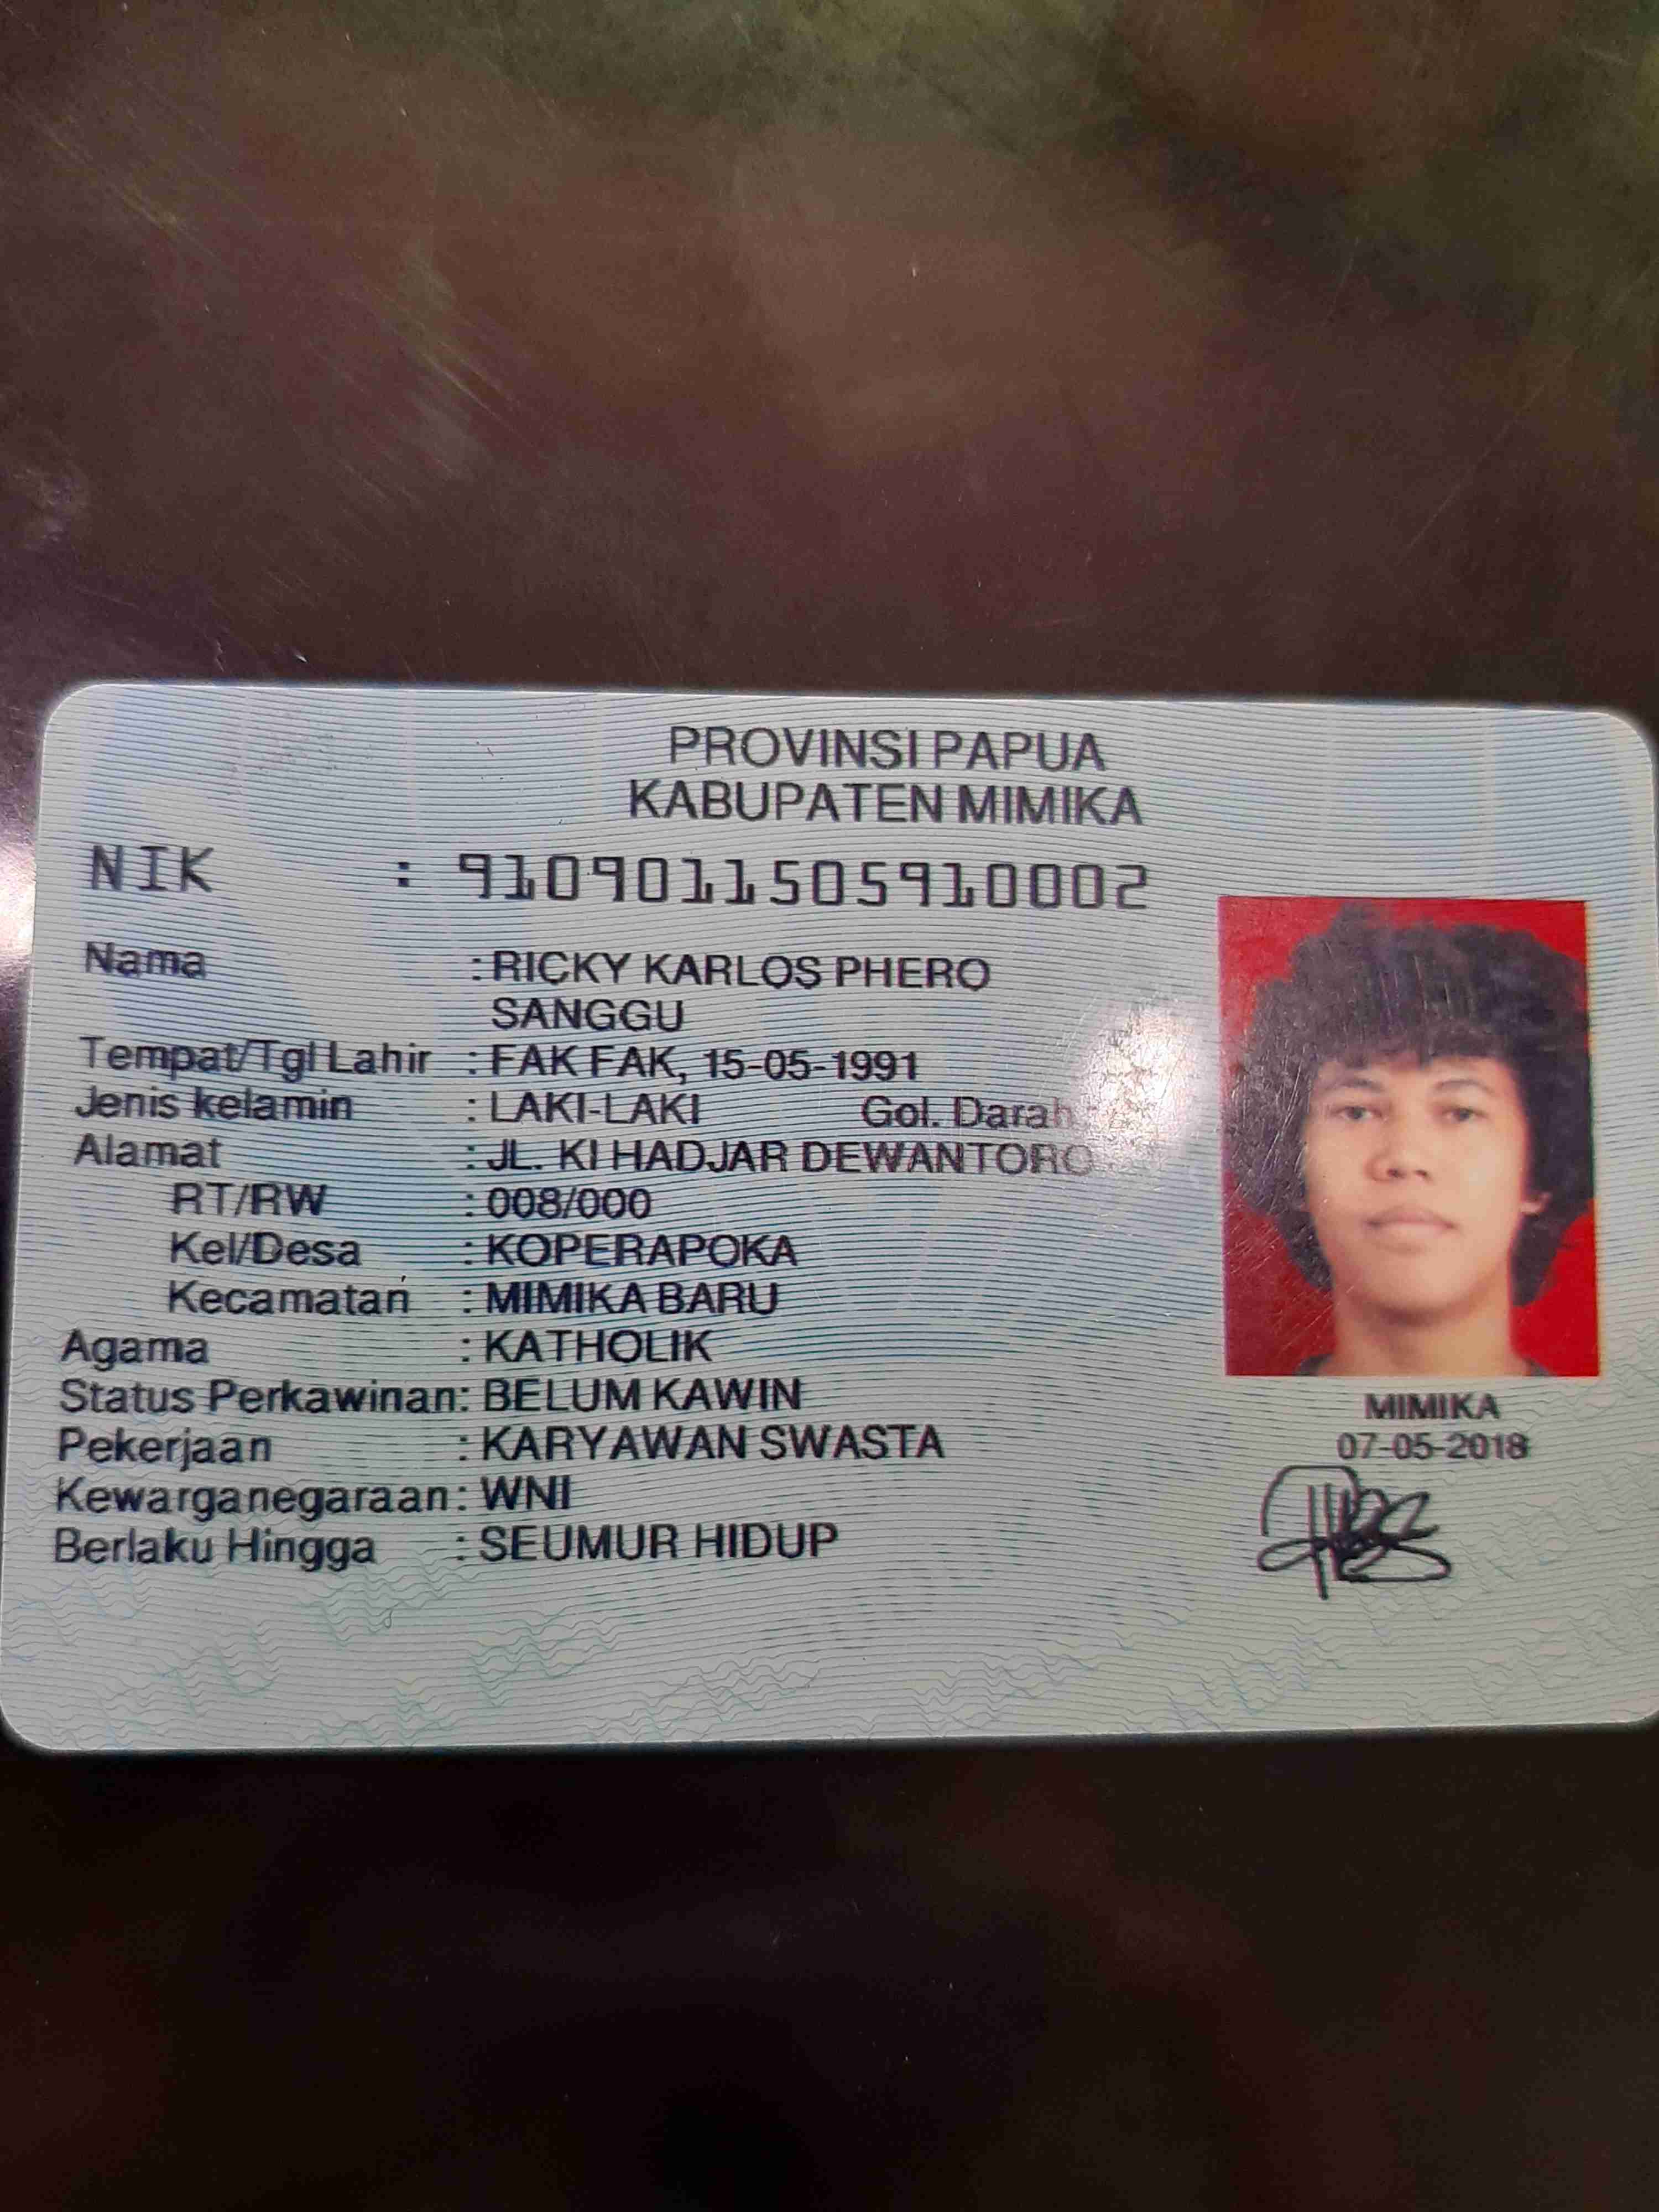 PROVINSI PAPUA
KABUPATEN MIMIKA
NIK : 9109011505910002
Nama : RICKY KARLOS PHERO
SANGGU
Tempat/Tgl Lahir : FAK FAK, 15-05-1991
Jenis kelamin : LAKI-LAKI Gol. Darah :
Alamat : JL. KI HADJAR DEWANTORO
RT/RW : 008/000
Kel/Desa : KOPERAPOKA
Kecamatan : MIMIKA BARU
Agama : KATHOLIK
Status Perkawinan: BELUM KAWIN
Pekerjaan : KARYAWAN SWASTA
Kewarganegaraan: WNI
Berlaku Hingga : SEUMUR HIDUP
MIMIKA
07-05-2018